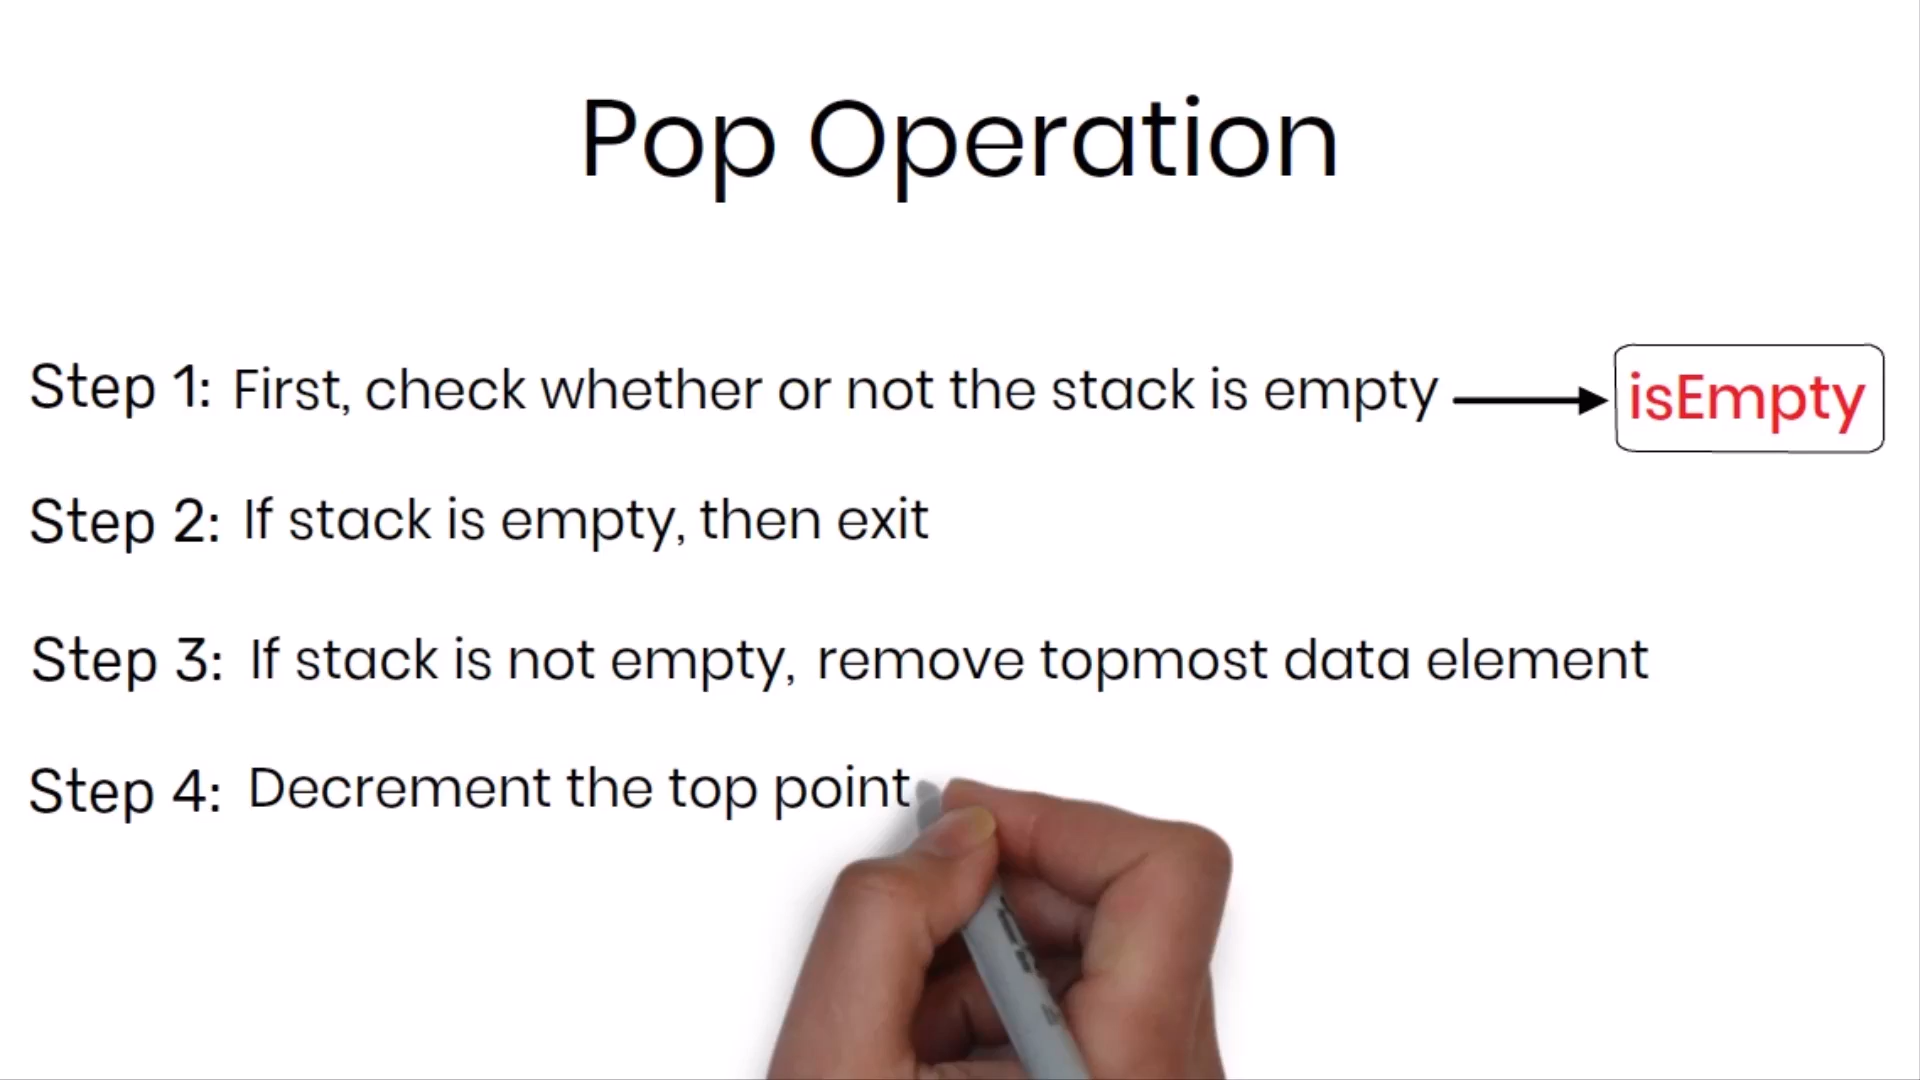 Pop Operation
Step 1: First, check whether or not the stack is empty
isEmpty
Step 2: If stack is empty, then exit
Step 3: If stack is not empty, remove topmost data element
Step 4: Decrement the top point